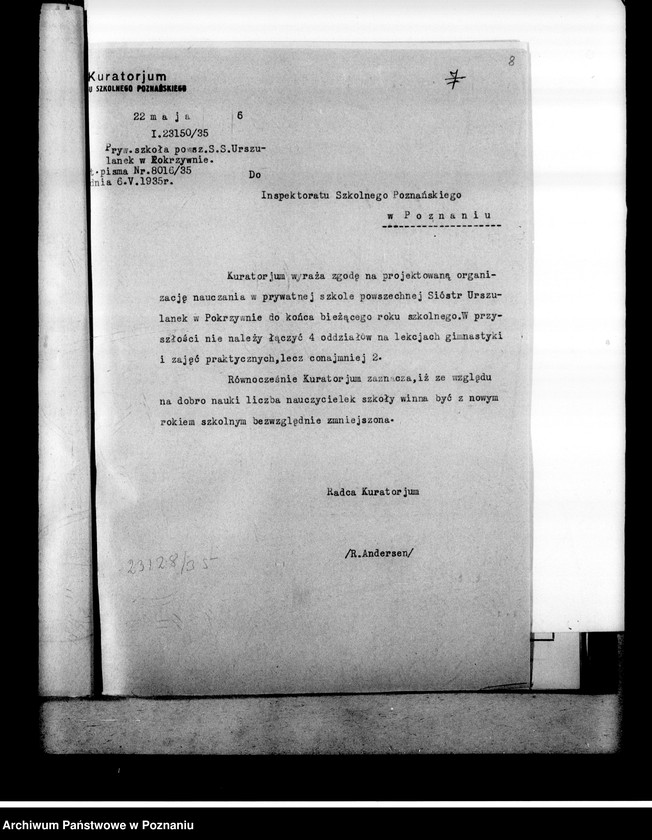 8
7
Kuratorjum
U SZKOLNEGO POZNAŃSKIEGO
22 maja 6
I.23150/35
Pryw.szkoła powsz.S.S.Urszu-
lanek w Pokrzywnie.
t.pisma Nr.8016/35
dnia 6.V.1935r.
Do
Inspektoratu Szkolnego Poznańskiego
w Poznaniu
Kuratorjum wyraża zgodę na projektowaną organi-
zację nauczania w prywatnej szkole powszechnej Sióstr Urszu-
lanek w Pokrzywnie do końca bieżącego roku szkolnego.W przy-
szłości nie należy łączyć 4 oddziałów na lekcjach gimnastyki
i zajęć praktycznych,lecz conajmniej 2.
Równocześnie Kuratorjum zaznacza,iż ze względu
na dobro nauki liczba nauczycielek szkoły winna być z nowym
rokiem szkolnym bezwzględnie zmniejszona.
Radca Kuratorjum
/R.Andersen/
23728/35
Archiwum Państwowe w Poznaniu